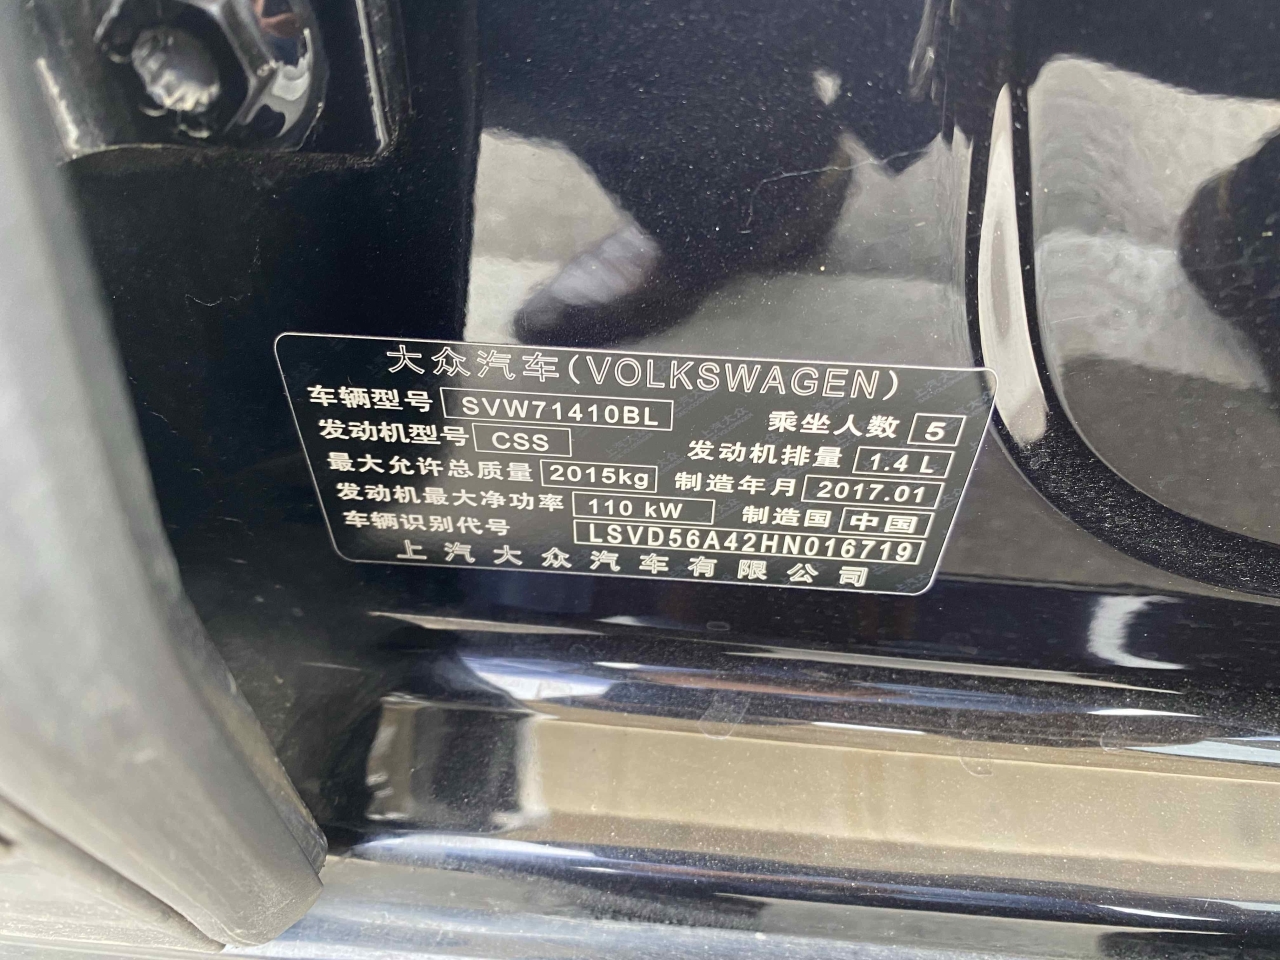 大众汽车(VOLKSWAGEN)
车辆型号 SVW71410BL 乘坐人数 5
发动机型号 CSS 发动机排量 1.4 L
最大允许总质量 2015kg 制造年月 2017.01
发动机最大净功率 110 kW 制造国 中国
车辆识别代号 LSVD56A42HN016719
上汽大众汽车有限公司